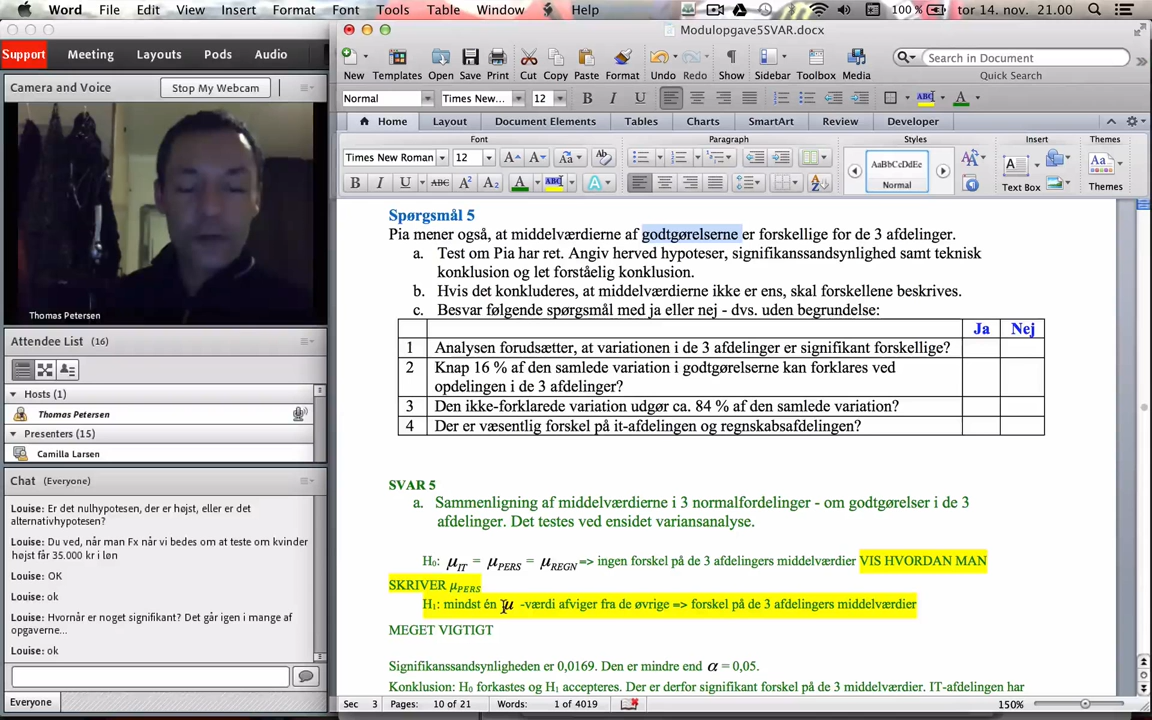 Word File Edit View Insert Format Font Tools Table Window Help 100 % tor 14. nov. 21.00
Support Meeting Layouts Pods Audio
Camera and Voice Stop My Webcam
Thomas Petersen
Attendee List (16)
Hosts (1)
Thomas Petersen
Presenters (15)
Camilla Larsen
Chat (Everyone)
Louise: Er det nulhypotesen, der er højst, eller er det
alternativhypotesen?
Louise: Du ved, når man Fx når vi bedes om at teste om kvinder
højst får 35.000 kr i løn
Louise: OK
Louise: ok
Louise: Hvornår er noget signifikant? Det går igen i mange af
opgaverne...
Louise: ok
Everyone
Modulopgave5SVAR.docx
New Templates Open Save Print Cut Copy Paste Format Undo Redo Show Sidebar Toolbox Media
Search in Document
Quick Search
Normal Times New... 12 B I U ABC A
Home Layout Document Elements Tables Charts SmartArt Review Developer
Font Paragraph Styles Insert Themes
Times New Roman 12 A A Aa
AaBbCcDdEe
Normal
B I U ABC A² A₂ A ABC A
Text Box Themes
Spørgsmål 5
Pia mener også, at middelværdierne af godtgørelserne er forskellige for de 3 afdelinger.
a. Test om Pia har ret. Angiv herved hypoteser, signifikanssandsynlighed samt teknisk
konklusion og let forståelig konklusion.
b. Hvis det konkluderes, at middelværdierne ikke er ens, skal forskellene beskrives.
c. Besvar følgende spørgsmål med ja eller nej - dvs. uden begrundelse:
Ja Nej
1 Analysen forudsætter, at variationen i de 3 afdelinger er signifikant forskellige?
2 Knap 16 % af den samlede variation i godtgørelserne kan forklares ved
opdelingen i de 3 afdelinger?
3 Den ikke-forklarede variation udgør ca. 84 % af den samlede variation?
4 Der er væsentlig forskel på it-afdelingen og regnskabsafdelingen?
SVAR 5
a. Sammenligning af middelværdierne i 3 normalfordelinger - om godtgørelser i de 3
afdelinger. Det testes ved ensidet variansanalyse.
H₀: μ_IT = μ_PERS = μ_REGN => ingen forskel på de 3 afdelingers middelværdier VIS HVORDAN MAN
SKRIVER μ_PERS
H₁: mindst én μ -værdi afviger fra de øvrige => forskel på de 3 afdelingers middelværdier
MEGET VIGTIGT
Signifikanssandsynligheden er 0,0169. Den er mindre end α = 0,05.
Konklusion: H₀ forkastes og H₁ accepteres. Der er derfor signifikant forskel på de 3 middelværdier. IT-afdelingen har
Sec 3 Pages: 10 of 21 Words: 1 of 4019 150%